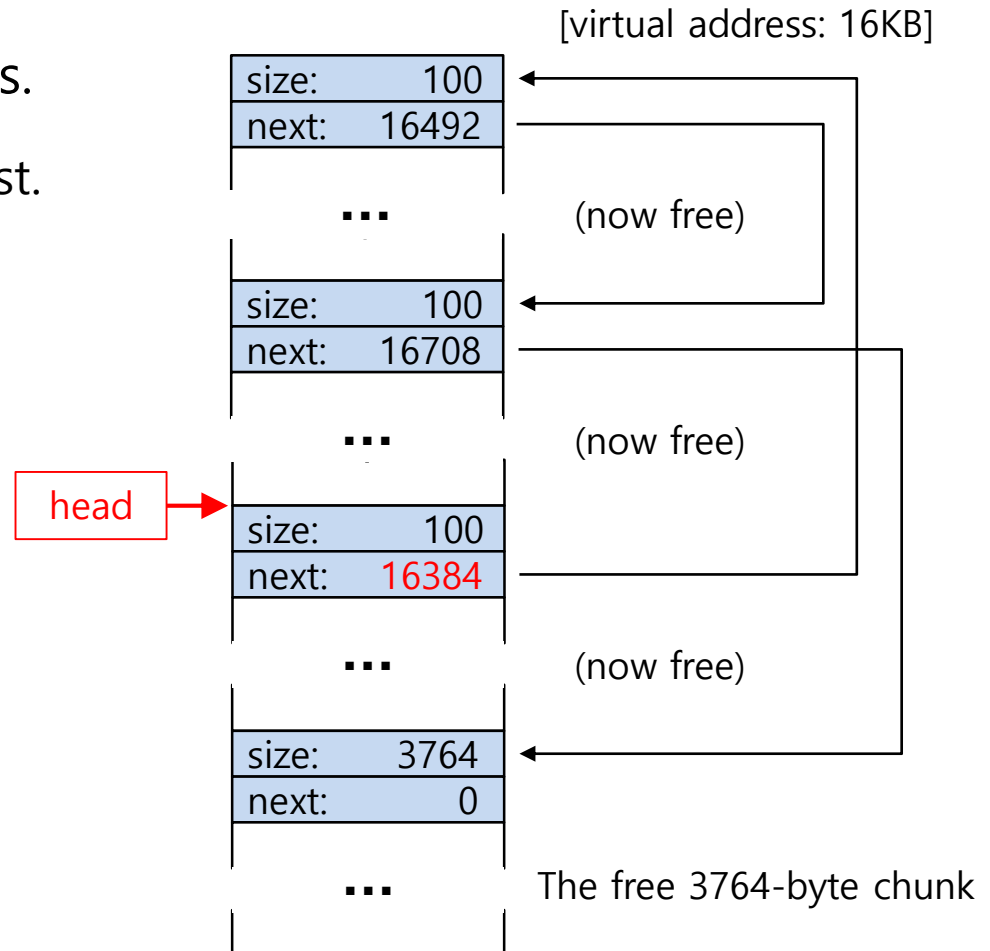 [virtual address: 16KB]
s.
size: 100
next: 16492
st.
... (now free)
size: 100
next: 16708
... (now free)
head
size: 100
next: 16384
... (now free)
size: 3764
next: 0
... The free 3764-byte chunk